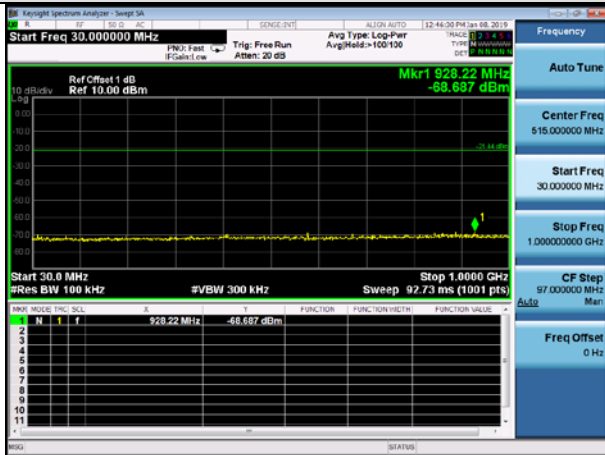 Keysight Spectrum Analyzer - Swept SA
R RF 50 Ω AC SENSE:INT ALIGN AUTO 12:44:30 PM Jan 08, 2019
Start Freq 30.000000 MHz
PNO: Fast
IFGain:Low
Trig: Free Run
Atten: 20 dB
Avg Type: Log-Pwr
Avg|Hold:>100/100
TRACE 1 2 3 4 5 6
TYPE M WWWWW
DET P N N N N N
Frequency
Auto Tune
Center Freq
515.000000 MHz
Start Freq
30.000000 MHz
Stop Freq
1.000000000 GHz
CF Step
97.000000 MHz
Auto Man
Freq Offset
0 Hz
Ref Offset 1 dB
10 dB/div Ref 10.00 dBm
Log
Mkr1 928.22 MHz
-68.687 dBm
0.00
-10.0
-20.0
-30.0
-40.0
-50.0
-60.0
-70.0
-80.0
1
Start 30.0 MHz Stop 1.0000 GHz
#Res BW 100 kHz #VBW 300 kHz Sweep 92.73 ms (1001 pts)
MKR MODE TRC SCL X Y FUNCTION FUNCTION WIDTH FUNCTION VALUE
1 N 1 f 928.22 MHz -68.687 dBm
2
3
4
5
6
7
8
9
10
11
MSG STATUS